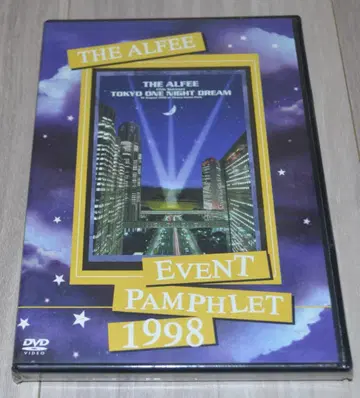 THE ALFEE
THE ALFEE
TOKYO ONE NIGHT DREAM
EVENT
PAMPHLET
1998
DVD
VIDEO